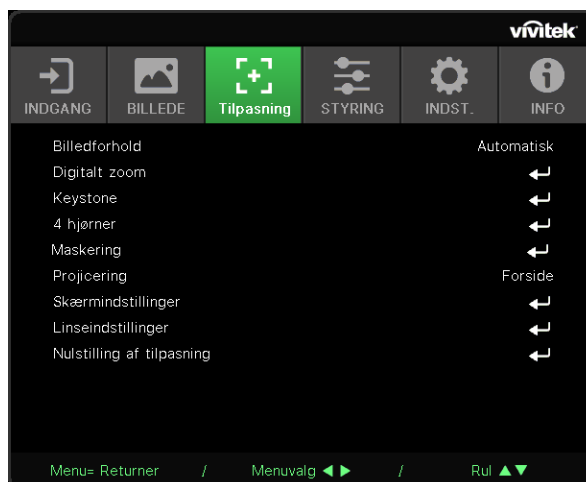 vivitek
INDGANG BILLEDE Tilpasning STYRING INDST. INFO
Billedforhold Automatisk
Digitalt zoom
Keystone
4 hjørner
Maskering
Projicering Forside
Skærmindstillinger
Linseindstillinger
Nulstilling af tilpasning
Menu= Returner / Menuvalg ◀ ▶ / Rul ▲▼